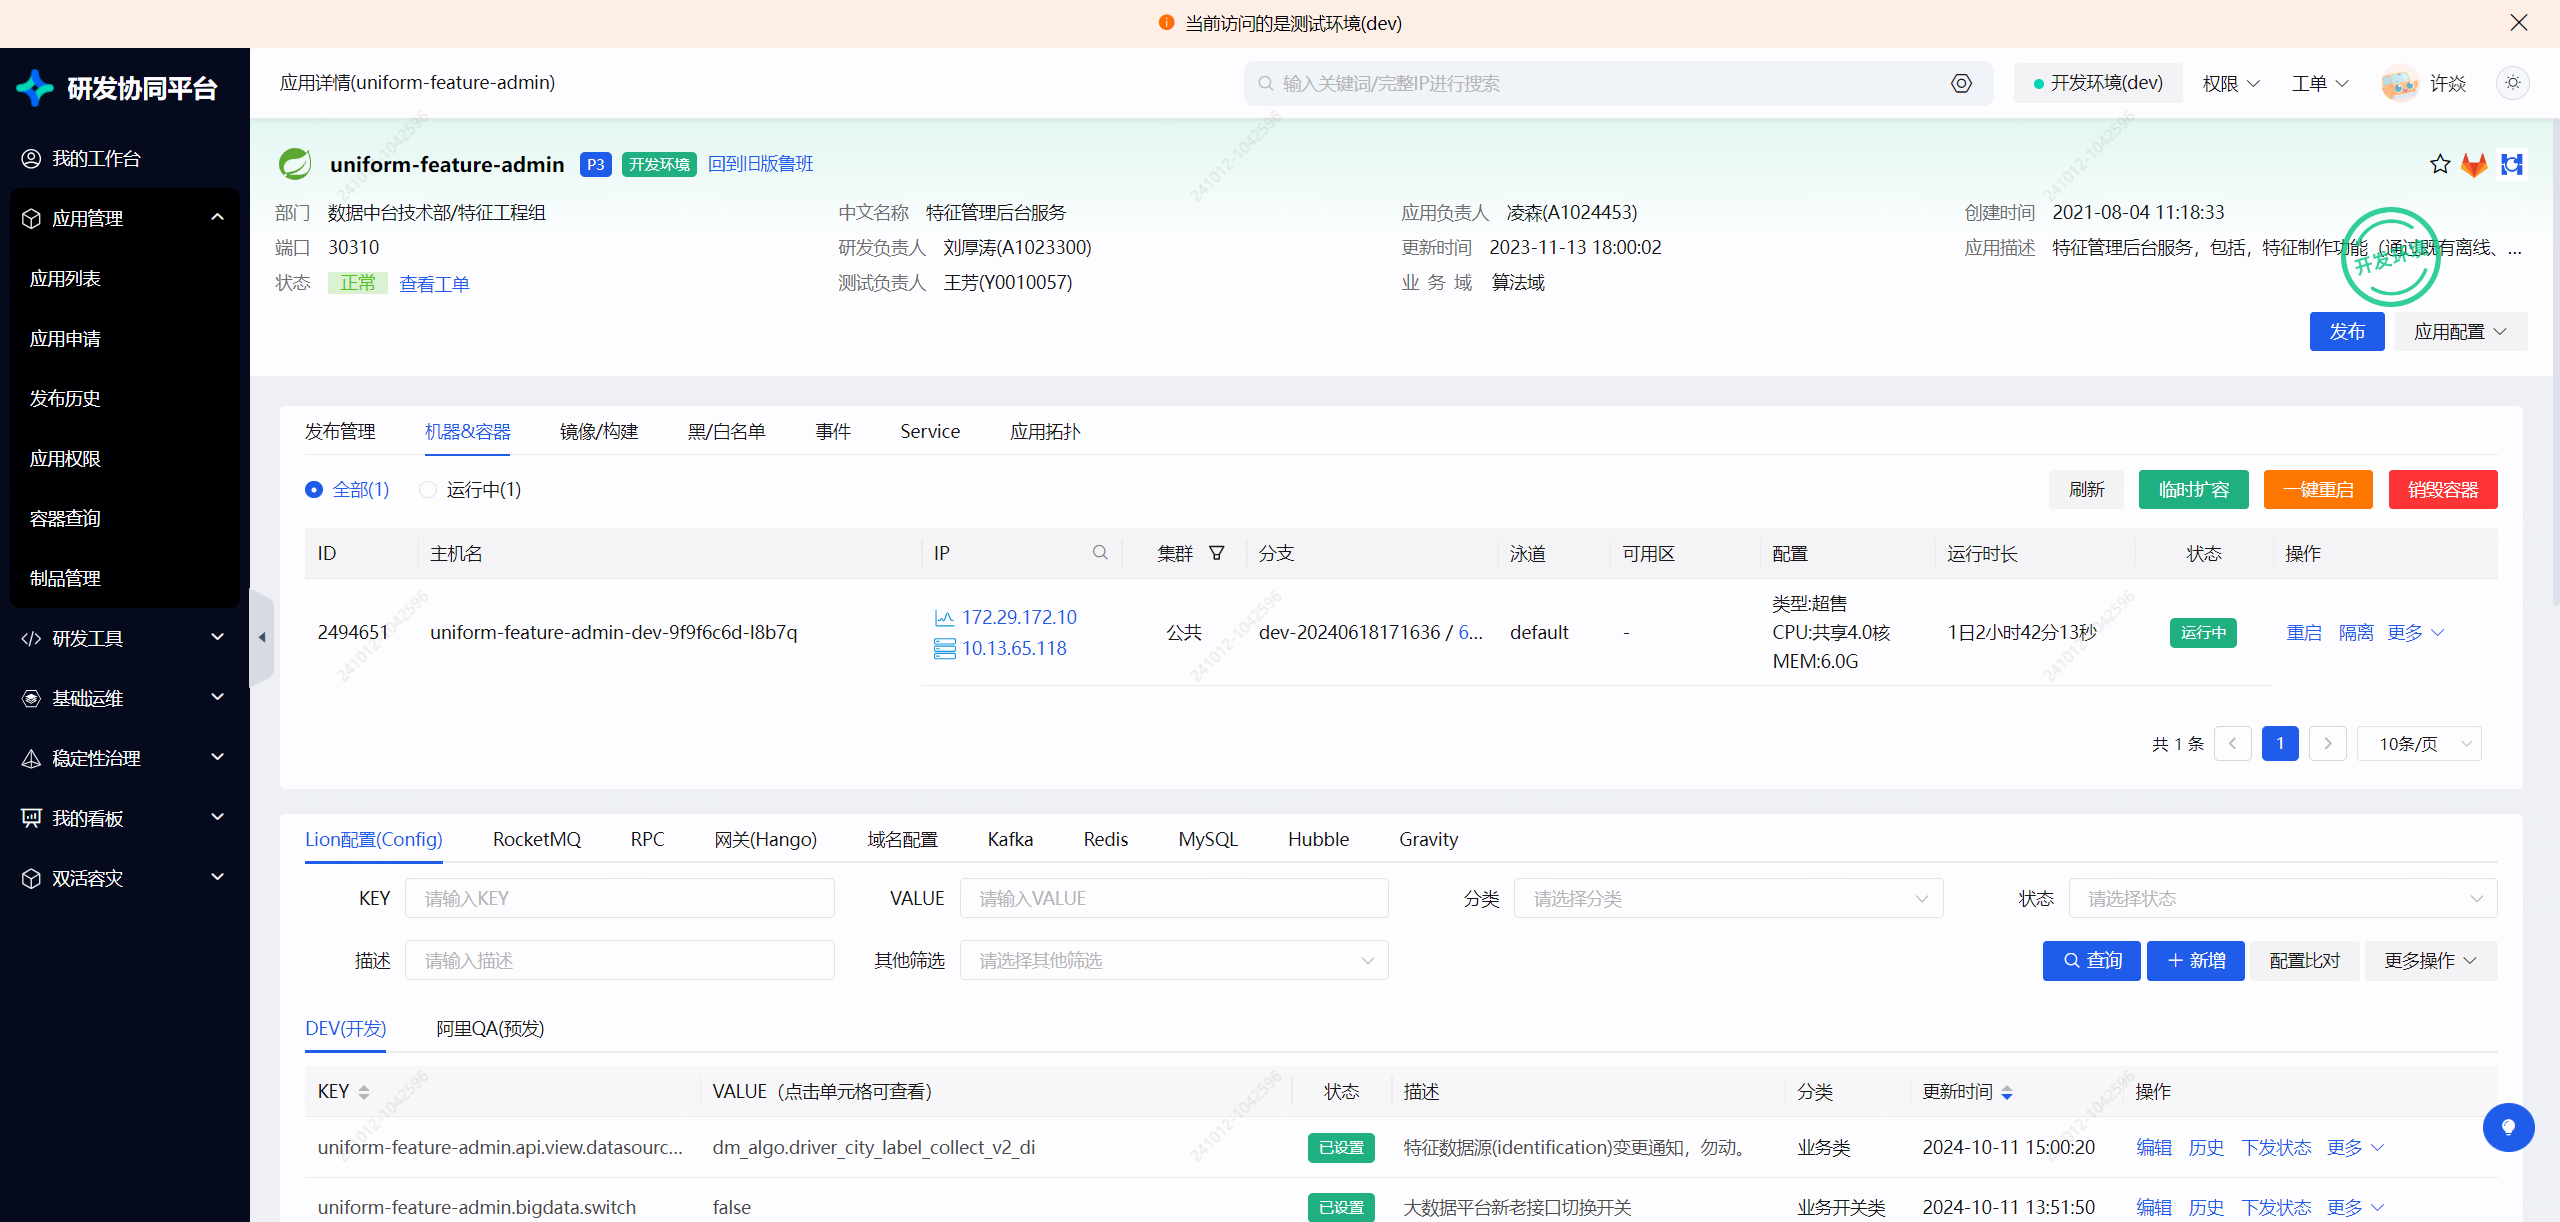 当前访问的是测试环境(dev)
研发协同平台
我的工作台
应用管理
应用列表
应用申请
发布历史
应用权限
容器查询
制品管理
研发工具
基础运维
稳定性治理
我的看板
双活容灾
应用详情(uniform-feature-admin)
输入关键词/完整IP进行搜索
开发环境(dev) 权限 工单 许焱
uniform-feature-admin P3 开发环境 回到旧版鲁班
部门 数据中台技术部/特征工程组 中文名称 特征管理后台服务 应用负责人 凌森(A1024453) 创建时间 2021-08-04 11:18:33
端口 30310 研发负责人 刘厚涛(A1023300) 更新时间 2023-11-13 18:00:02 应用描述 特征管理后台服务，包括，特征制作功能（通过既有离线、...
状态 正常 查看工单 测试负责人 王芳(Y0010057) 业务域 算法域
开发环境
发布 应用配置
发布管理 机器&容器 镜像/构建 黑/白名单 事件 Service 应用拓扑
全部(1) 运行中(1) 刷新 临时扩容 一键重启 销毁容器
ID 主机名 IP 集群 分支 泳道 可用区 配置 运行时长 状态 操作
2494651 uniform-feature-admin-dev-9f9f6c6d-l8b7q 172.29.172.10 10.13.65.118 公共 dev-20240618171636 / 6... default - 类型:超售 CPU:共享4.0核 MEM:6.0G 1日2小时42分13秒 运行中 重启 隔离 更多
共 1 条 1 10条/页
Lion配置(Config) RocketMQ RPC 网关(Hango) 域名配置 Kafka Redis MySQL Hubble Gravity
KEY 请输入KEY VALUE 请输入VALUE 分类 请选择分类 状态 请选择状态
描述 请输入描述 其他筛选 请选择其他筛选 查询 新增 配置比对 更多操作
DEV(开发) 阿里QA(预发)
KEY VALUE（点击单元格可查看） 状态 描述 分类 更新时间 操作
uniform-feature-admin.api.view.datasourc... dm_algo.driver_city_label_collect_v2_di 已设置 特征数据源(identification)变更通知，勿动。 业务类 2024-10-11 15:00:20 编辑 历史 下发状态 更多
uniform-feature-admin.bigdata.switch false 已设置 大数据平台新老接口切换开关 业务开关类 2024-10-11 13:51:50 编辑 历史 下发状态 更多
241012-1042596
241012-1042596
241012-1042596
241012-1042596
241012-1042596
241012-1042596
241012-1042596
241012-1042596
241012-1042596